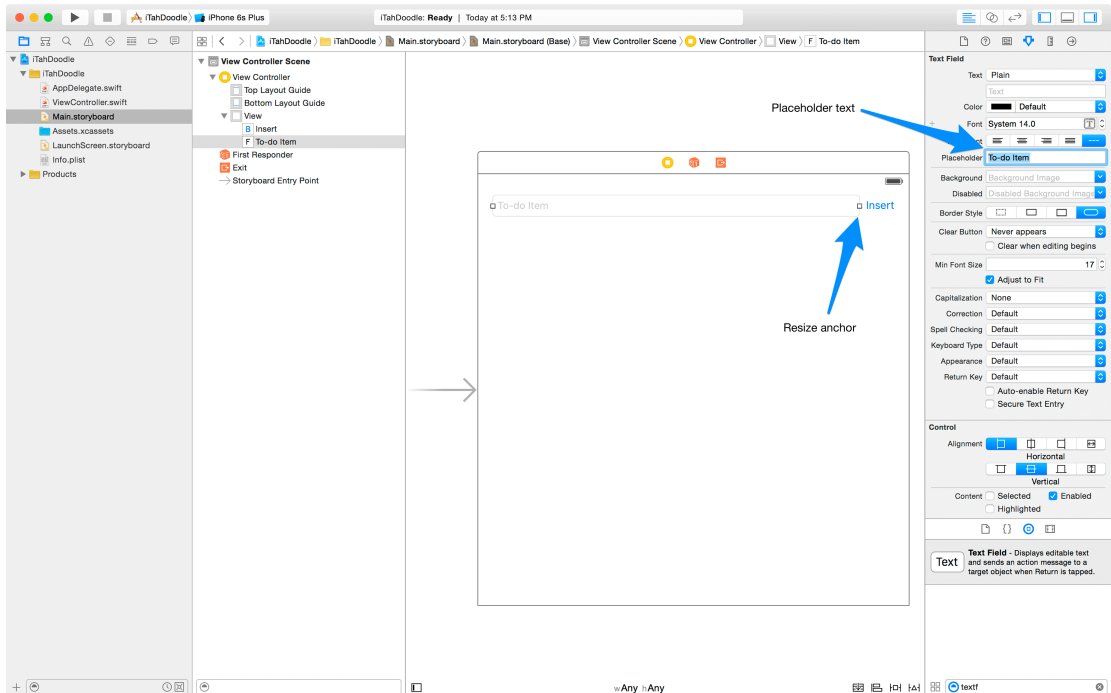 iTahDoodle iPhone 6s Plus
iTahDoodle: Ready | Today at 5:13 PM
iTahDoodle iTahDoodle Main.storyboard Main.storyboard (Base) View Controller Scene View Controller View F To-do Item
iTahDoodle
iTahDoodle
AppDelegate.swift
ViewController.swift
Main.storyboard
Assets.xcassets
LaunchScreen.storyboard
Info.plist
Products
View Controller Scene
View Controller
Top Layout Guide
Bottom Layout Guide
View
B Insert
F To-do Item
First Responder
Exit
Storyboard Entry Point
Placeholder text
To-do Item
Insert
Resize anchor
wAny hAny
Text Field
Text Plain
Text
Color Default
Font System 14.0
Placeholder To-do Item
Background Background Image
Disabled Disabled Background Image
Border Style
Clear Button Never appears
Clear when editing begins
Min Font Size 17
Adjust to Fit
Capitalization None
Correction Default
Spell Checking Default
Keyboard Type Default
Appearance Default
Return Key Default
Auto-enable Return Key
Secure Text Entry
Control
Alignment
Horizontal
Vertical
Content Selected Enabled
Highlighted
Text
Text Field - Displays editable text
and sends an action message to a
target object when Return is tapped.
textf